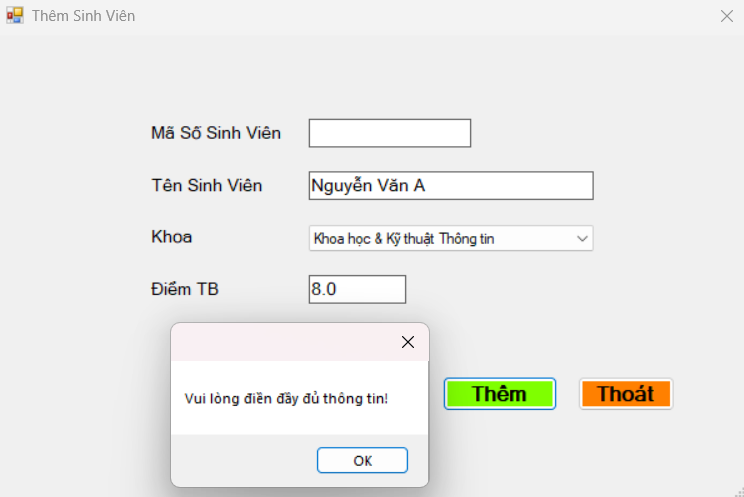 Thêm Sinh Viên
Mã Số Sinh Viên
Tên Sinh Viên Nguyễn Văn A
Khoa Khoa học & Kỹ thuật Thông tin
Điểm TB 8.0
Thêm Thoát
Vui lòng điền đầy đủ thông tin!
OK